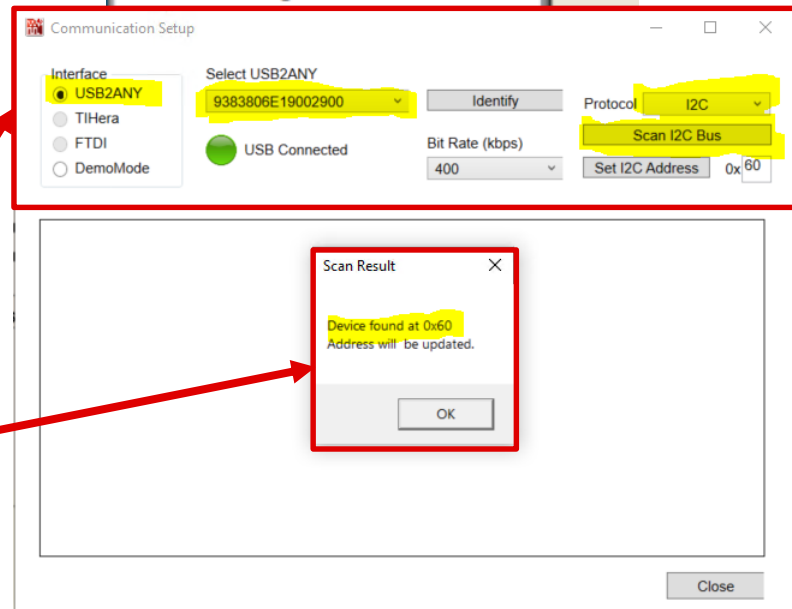 Communication Setup
Interface
USB2ANY
TIHera
FTDI
DemoMode
Select USB2ANY
9383806E19002900
Identify
USB Connected
Bit Rate (kbps)
400
Protocol
I2C
Scan I2C Bus
Set I2C Address
0x
60
Scan Result
Device found at 0x60
Address will be updated.
OK
Close